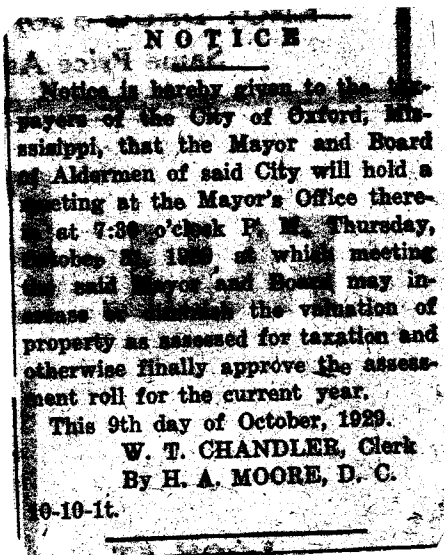 NOTICE
Notice is hereby given to the tax-
payers of the City of Oxford, Mis-
sissippi, that the Mayor and Board
of Aldermen of said City will hold a
meeting at the Mayor's Office there-
at 7:30 o'clock P. M., Thursday,
October 1929, at which meeting
the said Mayor and Board may in-
crease or diminish the valuation of
property as assessed for taxation and
otherwise finally approve the assess-
ment roll for the current year.
This 9th day of October, 1929.
W. T. CHANDLER, Clerk
By H. A. MOORE, D. C.
10-10-1t.